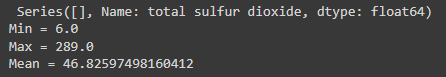 Series([], Name: total sulfur dioxide, dtype: float64)
Min = 6.0
Max = 289.0
Mean = 46.82597498160412